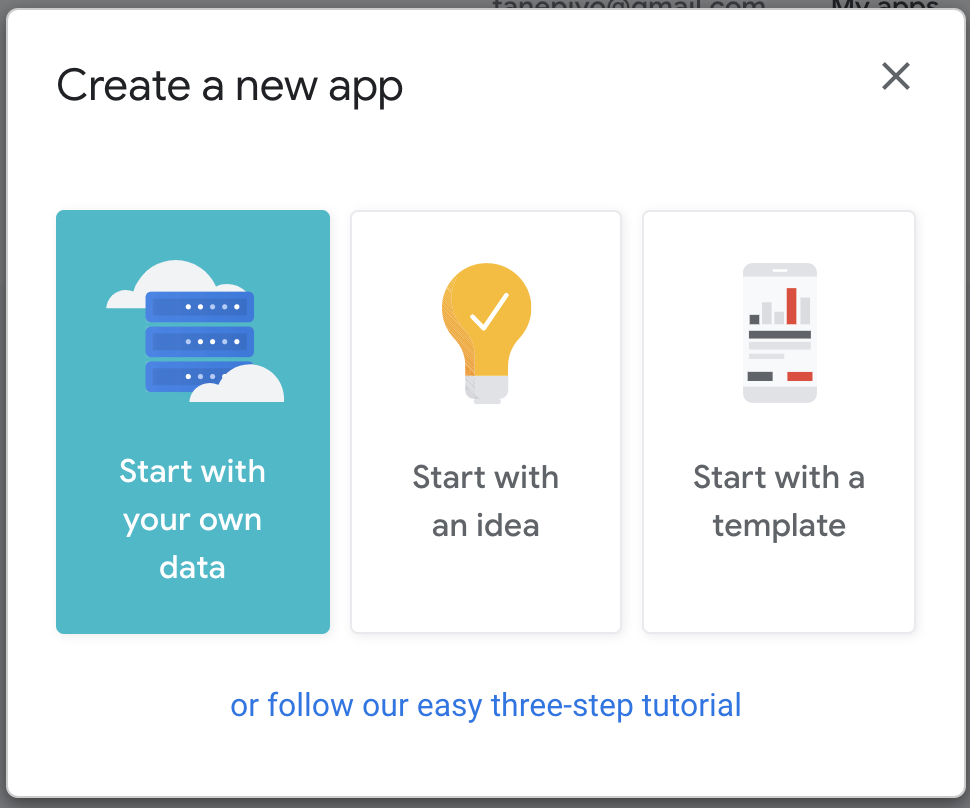 tanepiyo@gmail.com My apps
Create a new app
Start with
your own
data
Start with
an idea
Start with a
template
or follow our easy three-step tutorial